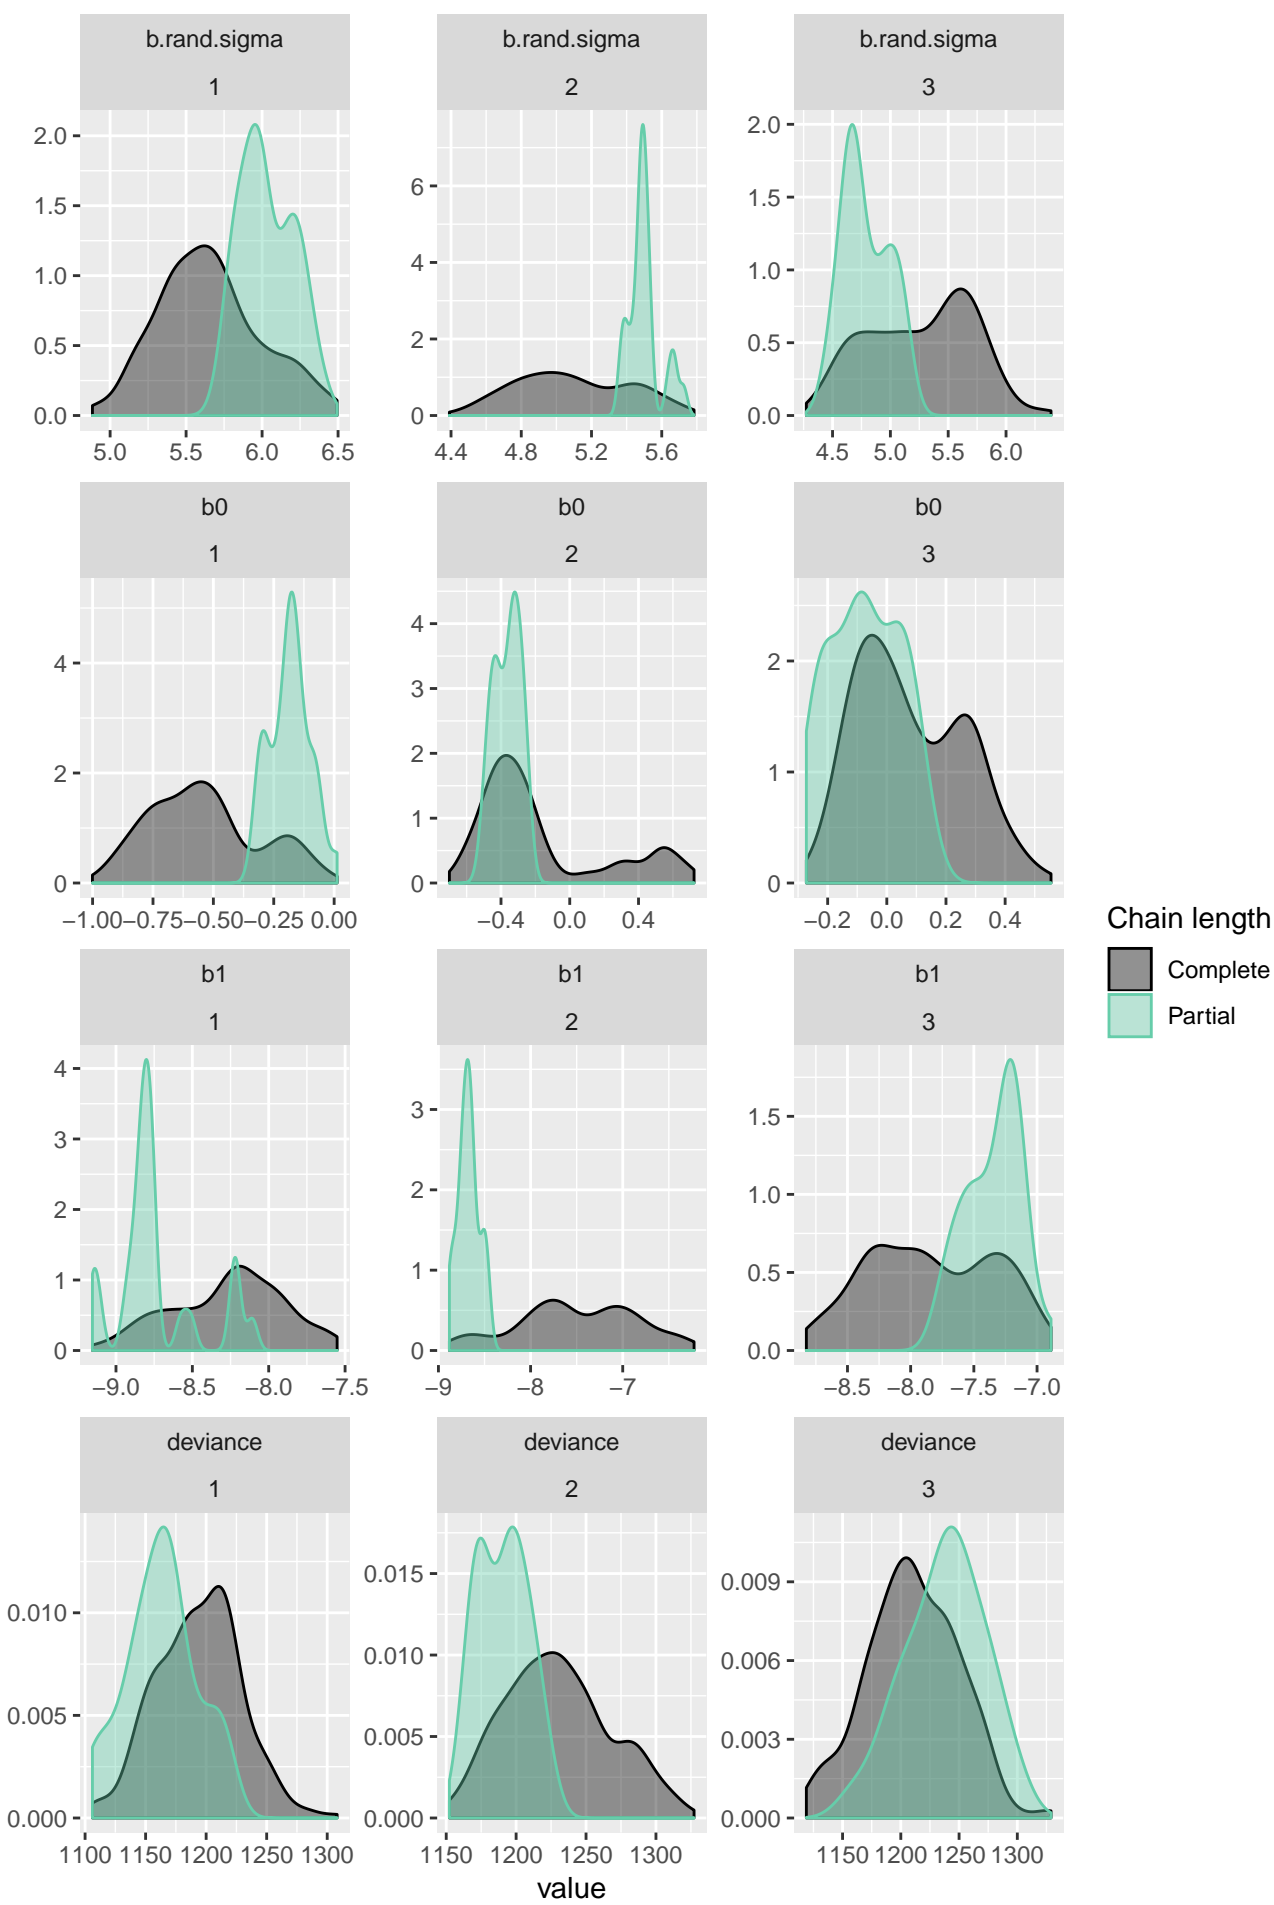 b.rand.sigma b.rand.sigma b.rand.sigma
1 2 3
2.0
1.5
1.0
0.5
0.0
6
4
2
0
2.0
1.5
1.0
0.5
0.0
5.0 5.5 6.0 6.5
4.4 4.8 5.2 5.6
4.5 5.0 5.5 6.0
b0 b0 b0
1 2 3
4
2
0
4
3
2
1
0
2
1
0
−1.00 −0.75 −0.50 −0.25 0.00
−0.4 0.0 0.4
−0.2 0.0 0.2 0.4
b1 b1 b1
1 2 3
4
3
2
1
0
3
2
1
0
1.5
1.0
0.5
0.0
−9.0 −8.5 −8.0 −7.5
−9 −8 −7
−8.5 −8.0 −7.5 −7.0
deviance deviance deviance
1 2 3
0.010
0.005
0.000
0.015
0.010
0.005
0.000
0.009
0.006
0.003
0.000
1100 1150 1200 1250 1300
1150 1200 1250 1300
1150 1200 1250 1300
value
Chain length
Complete
Partial